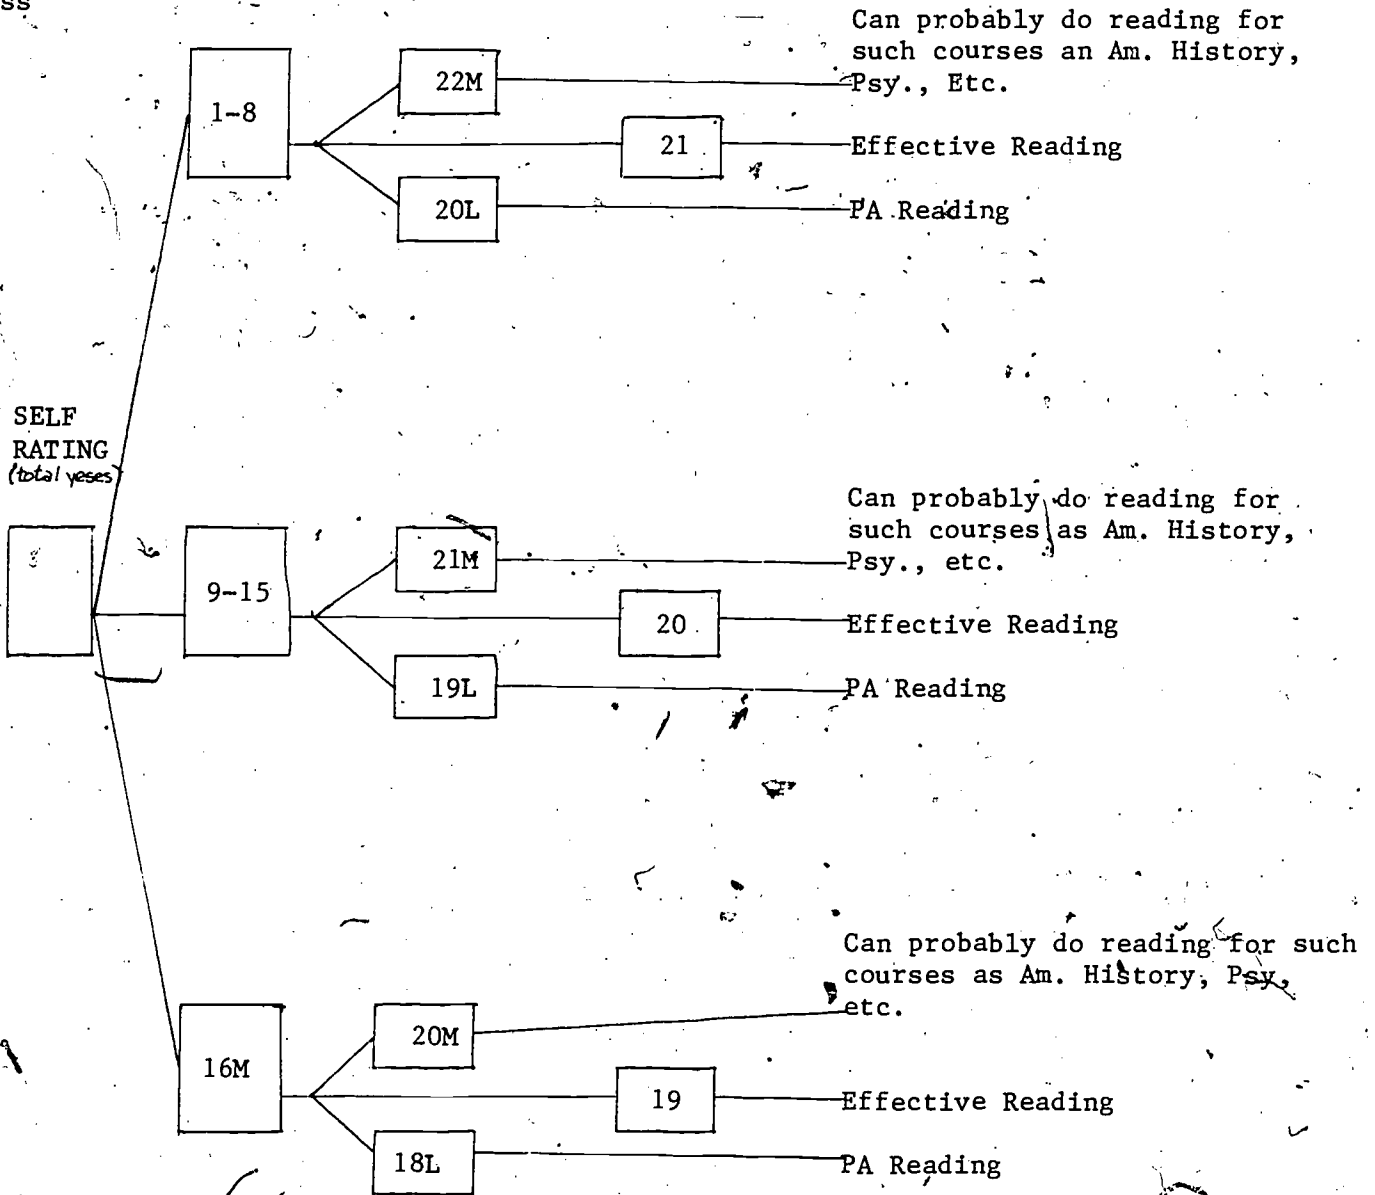 ss
Can probably do reading for
such courses an Am. History,
Psy., Etc.
22M
1-8
21
Effective Reading
20L
PA Reading
SELF
RATING
(total yeses)
Can probably do reading for
such courses as Am. History,
Psy., etc.
21M
9-15
20
Effective Reading
19L
PA Reading
Can probably do reading for such
courses as Am. History, Psy,
etc.
20M
16M
19
Effective Reading
18L
PA Reading